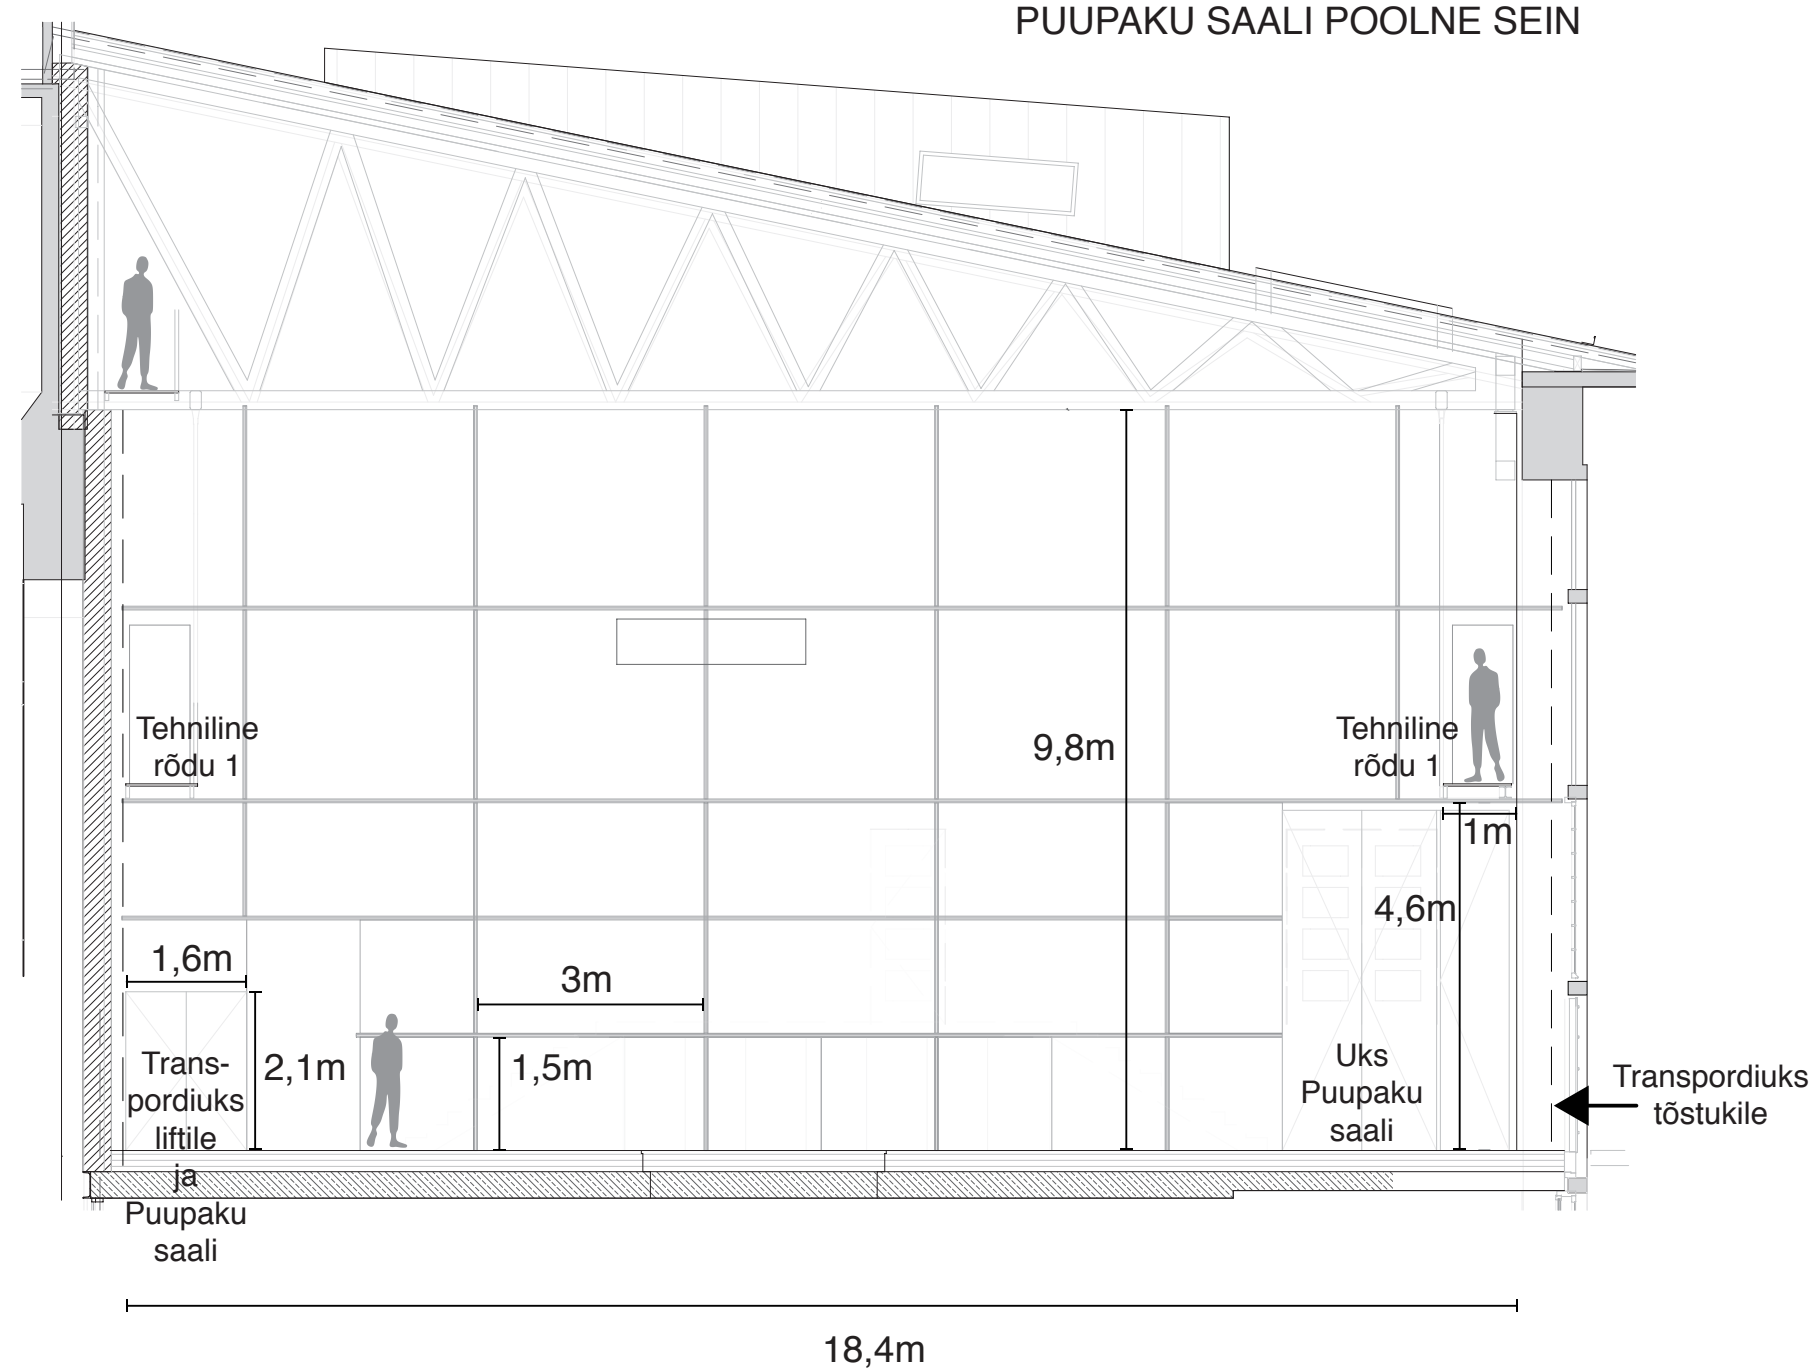 PUUPAKU SAALI POOLNE SEIN
Tehniline
rõdu 1
9,8m
Tehniline
rõdu 1
1m
4,6m
1,6m
3m
2,1m
1,5m
Trans-
pordiuks
liftile
ja
Puupaku
saali
Uks
Puupaku
saali
Transpordiuks
tõstukile
18,4m